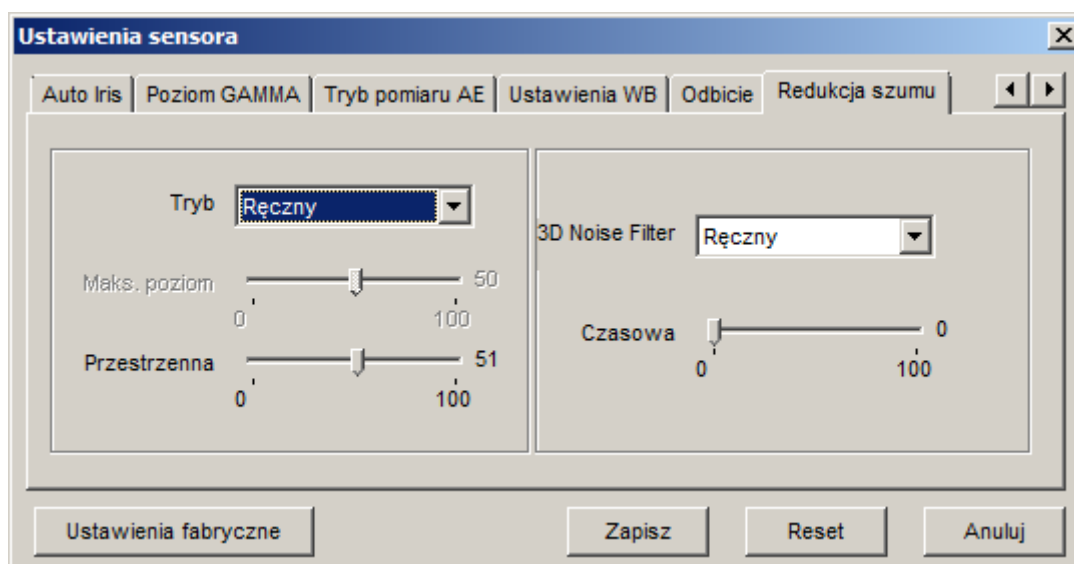 Ustawienia sensora
Auto Iris Poziom GAMMA Tryb pomiaru AE Ustawienia WB Odbicie Redukcja szumu
Tryb Ręczny
Maks. poziom 50
0 100
Przestrzenna 51
0 100
3D Noise Filter Ręczny
Czasowa 0
0 100
Ustawienia fabryczne Zapisz Reset Anuluj